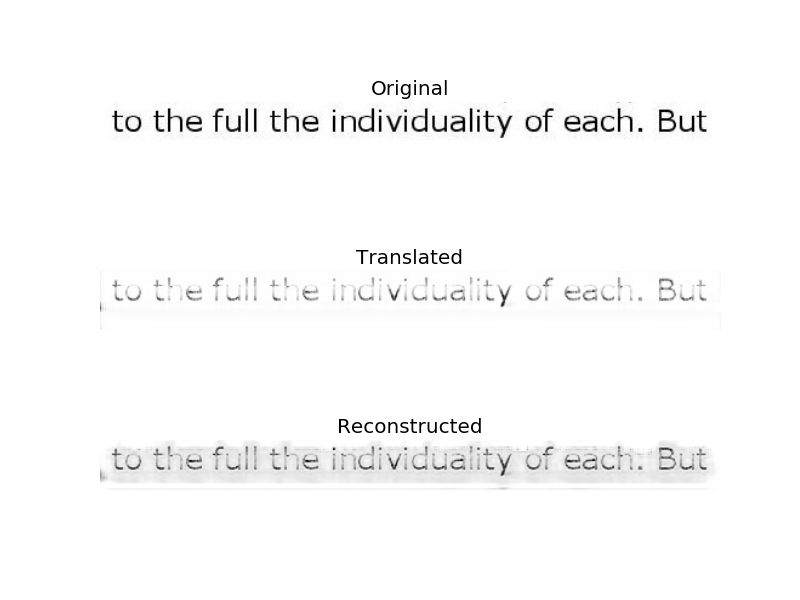 Original
to the full the individuality of each. But
Translated
to the full the individuality of each. But
Reconstructed
to the full the individuality of each. But